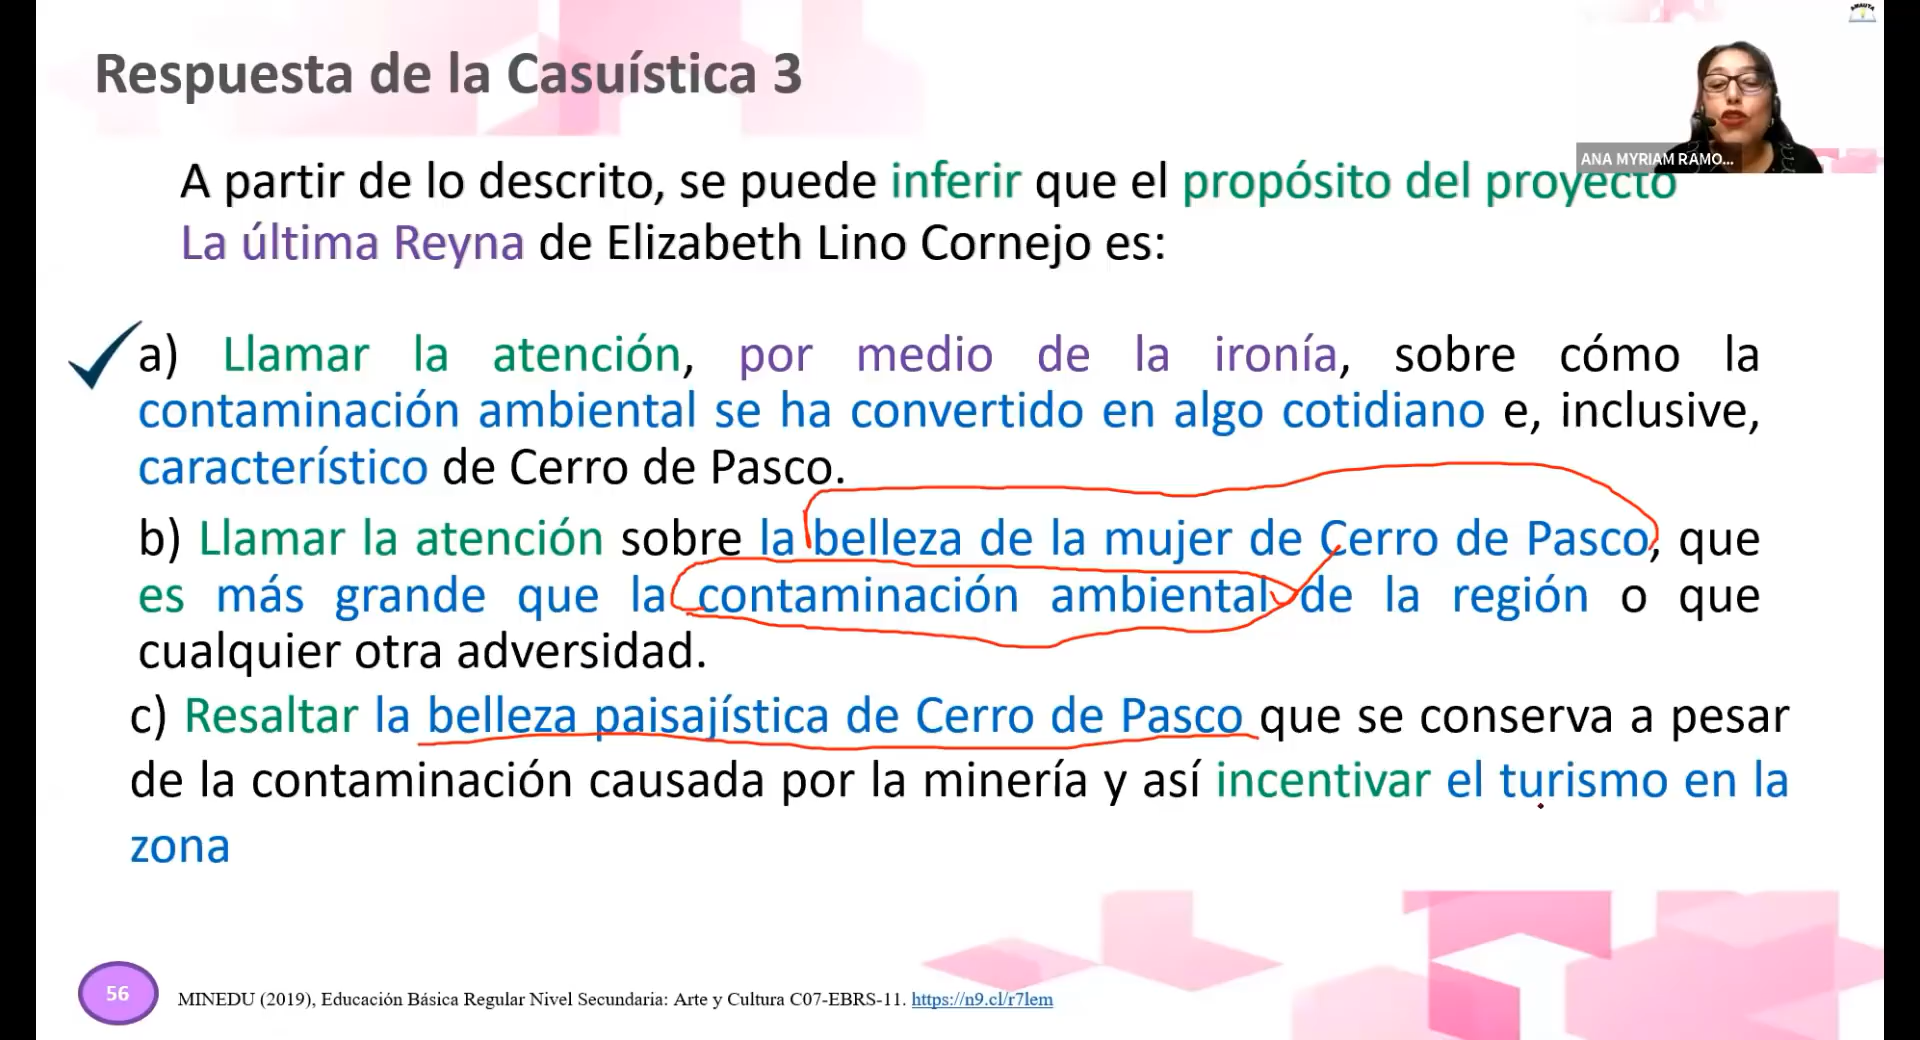 AMAUTA
Respuesta de la Casuística 3
ANA MYRIAM RAMO...
A partir de lo descrito, se puede inferir que el propósito del proyecto
La última Reyna de Elizabeth Lino Cornejo es:
a) Llamar la atención, por medio de la ironía, sobre cómo la
contaminación ambiental se ha convertido en algo cotidiano e, inclusive,
característico de Cerro de Pasco.
b) Llamar la atención sobre la belleza de la mujer de Cerro de Pasco, que
es más grande que la contaminación ambiental de la región o que
cualquier otra adversidad.
c) Resaltar la belleza paisajística de Cerro de Pasco que se conserva a pesar
de la contaminación causada por la minería y así incentivar el turismo en la
zona
56
MINEDU (2019), Educación Básica Regular Nivel Secundaria: Arte y Cultura C07-EBRS-11. https://n9.cl/r7lem